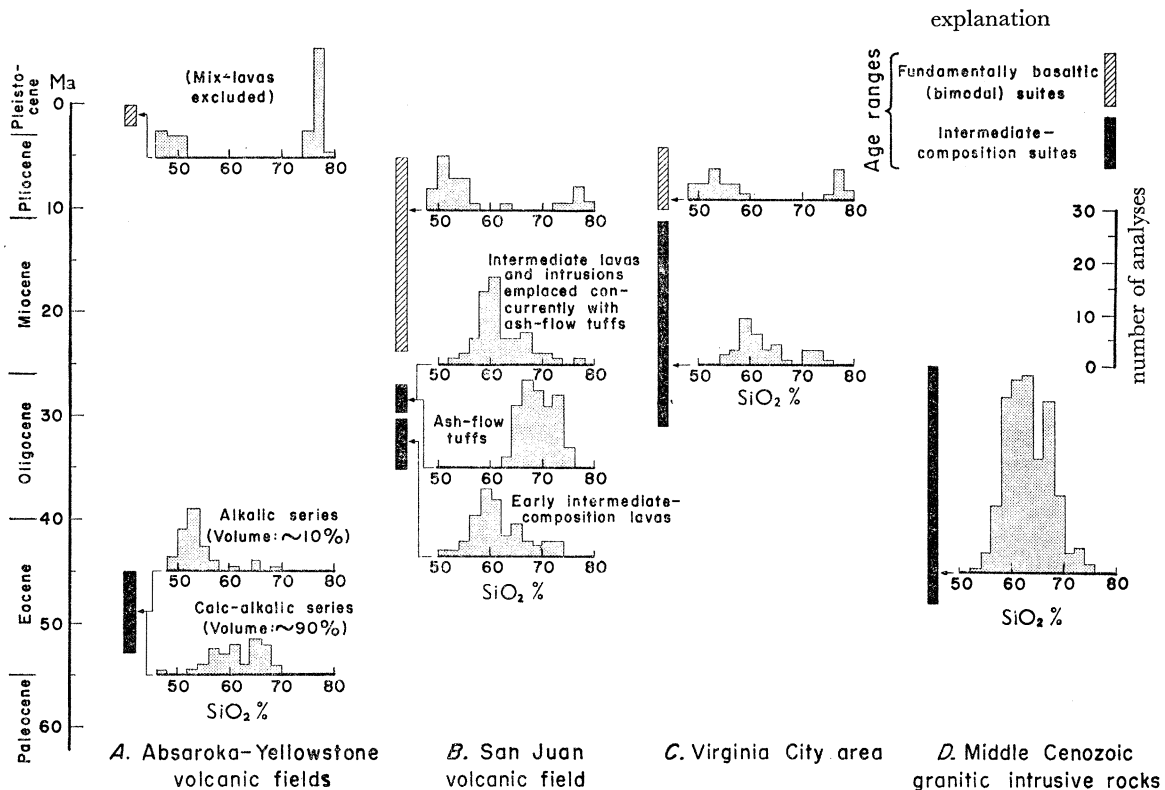 explanation
Age ranges
Fundamentally basaltic
(bimodal) suites
Intermediate-
composition suites
number of analyses
30
25
20
10
0
Ma
0
10
20
30
40
50
60
Pleisto-
cene
Pliocene
Miocene
Oligocene
Eocene
Paleocene
(Mix-lavas
excluded)
50 60 70 80
Alkalic series
(Volume: ~10%)
50 60 70 80
Calc-alkalic series
(Volume: ~90%)
50 60 70 80
SiO2 %
A. Absaroka-Yellowstone
volcanic fields
50 60 70 80
Intermediate lavas
and intrusions
emplaced con-
currently with
ash-flow tuffs
50 60 70 80
Ash-flow
tuffs
50 60 70 80
Early intermediate-
composition lavas
50 60 70 80
SiO2 %
B. San Juan
volcanic field
50 60 70 80
50 60 70 80
SiO2 %
C. Virginia City area
50 60 70 80
SiO2 %
D. Middle Cenozoic
granitic intrusive rocks